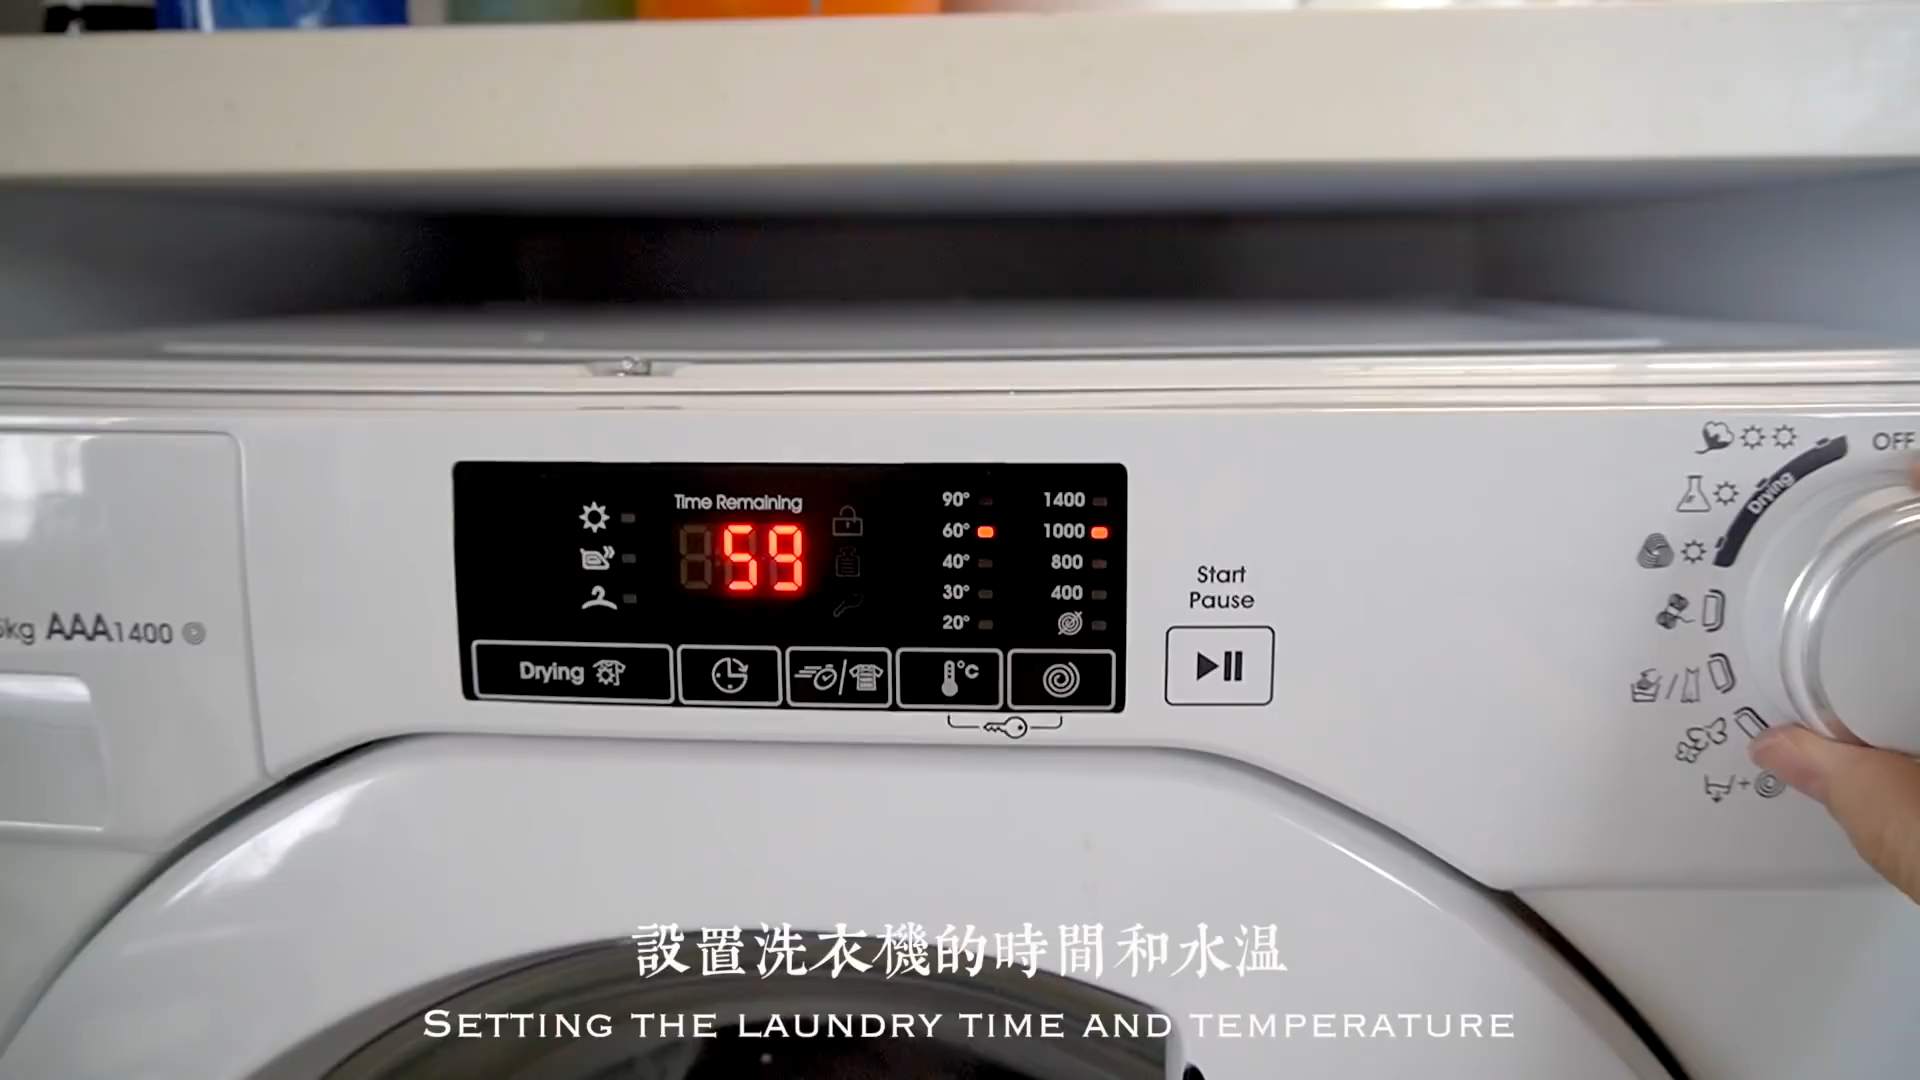 OFF
Drying
Time Remaining
59
90°
60°
40°
30°
20°
1400
1000
800
400
Start
Pause
kg AAA1400
Drying
°C
設置洗衣機的時間和水温
SETTING THE LAUNDRY TIME AND TEMPERATURE